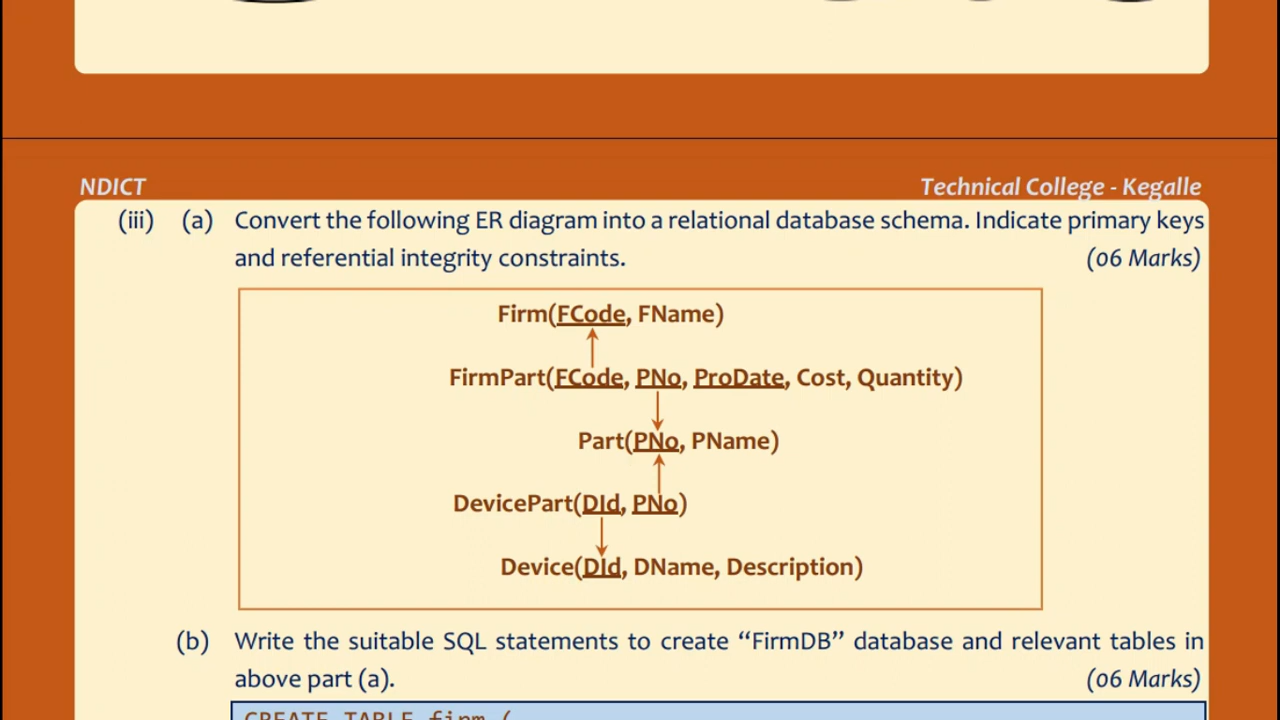 NDICT Technical College - Kegalle
(iii) (a) Convert the following ER diagram into a relational database schema. Indicate primary keys
and referential integrity constraints. (06 Marks)
Firm(FCode, FName)
FirmPart(FCode, PNo, ProDate, Cost, Quantity)
Part(PNo, PName)
DevicePart(DId, PNo)
Device(DId, DName, Description)
(b) Write the suitable SQL statements to create “FirmDB” database and relevant tables in
above part (a). (06 Marks)
CREATE TABLE firm (